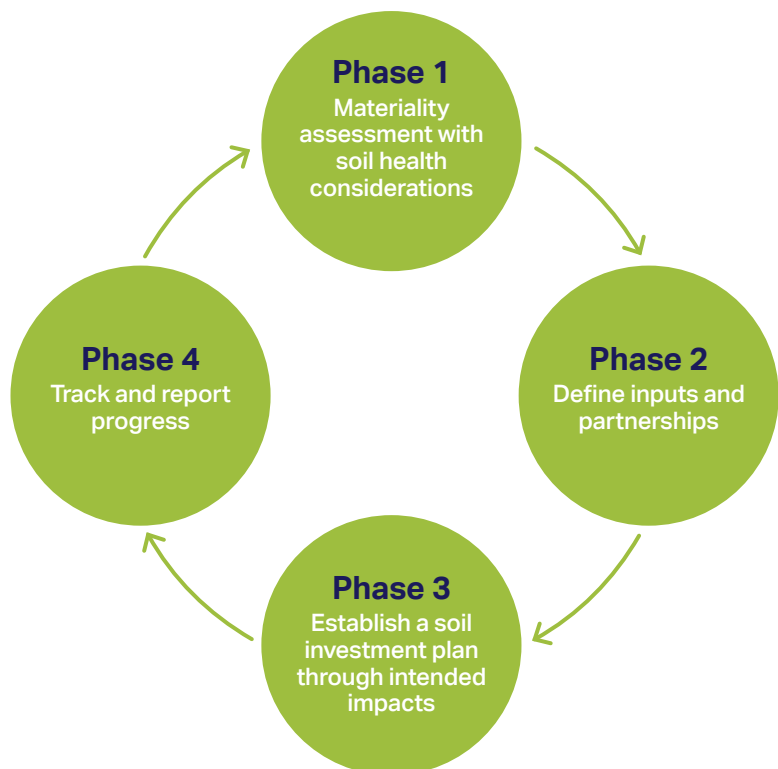 Phase 1
Materiality
assessment with
soil health
considerations
Phase 2
Define inputs and
partnerships
Phase 3
Establish a soil
investment plan
through intended
impacts
Phase 4
Track and report
progress